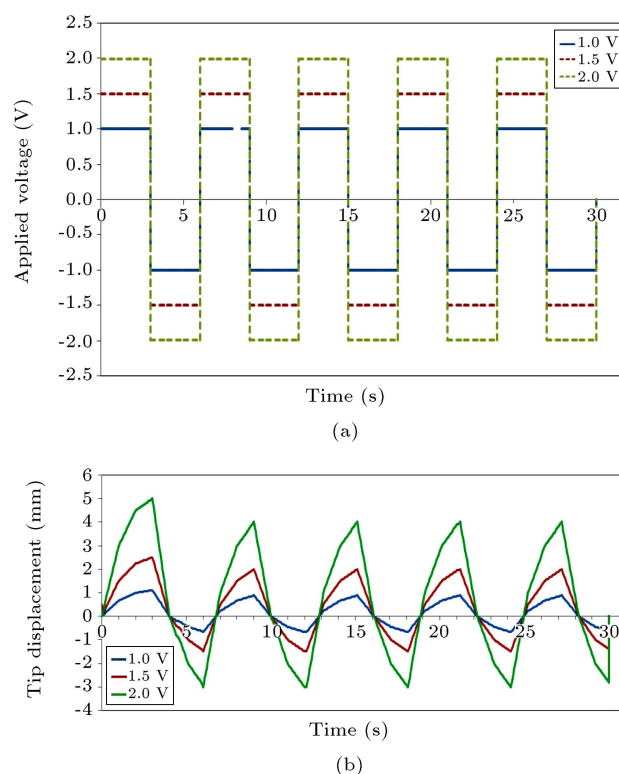 2.5
2.0
1.5
1.0
0.5
0.0
-0.5
-1.0
-1.5
-2.0
-2.5
Applied voltage (V)
0 5 10 15 20 25 30
1.0 V
1.5 V
2.0 V
Time (s)
(a)
6
5
4
3
2
1
0
-1
-2
-3
-4
Tip displacement (mm)
0 5 10 15 20 25 30
1.0 V
1.5 V
2.0 V
Time (s)
(b)